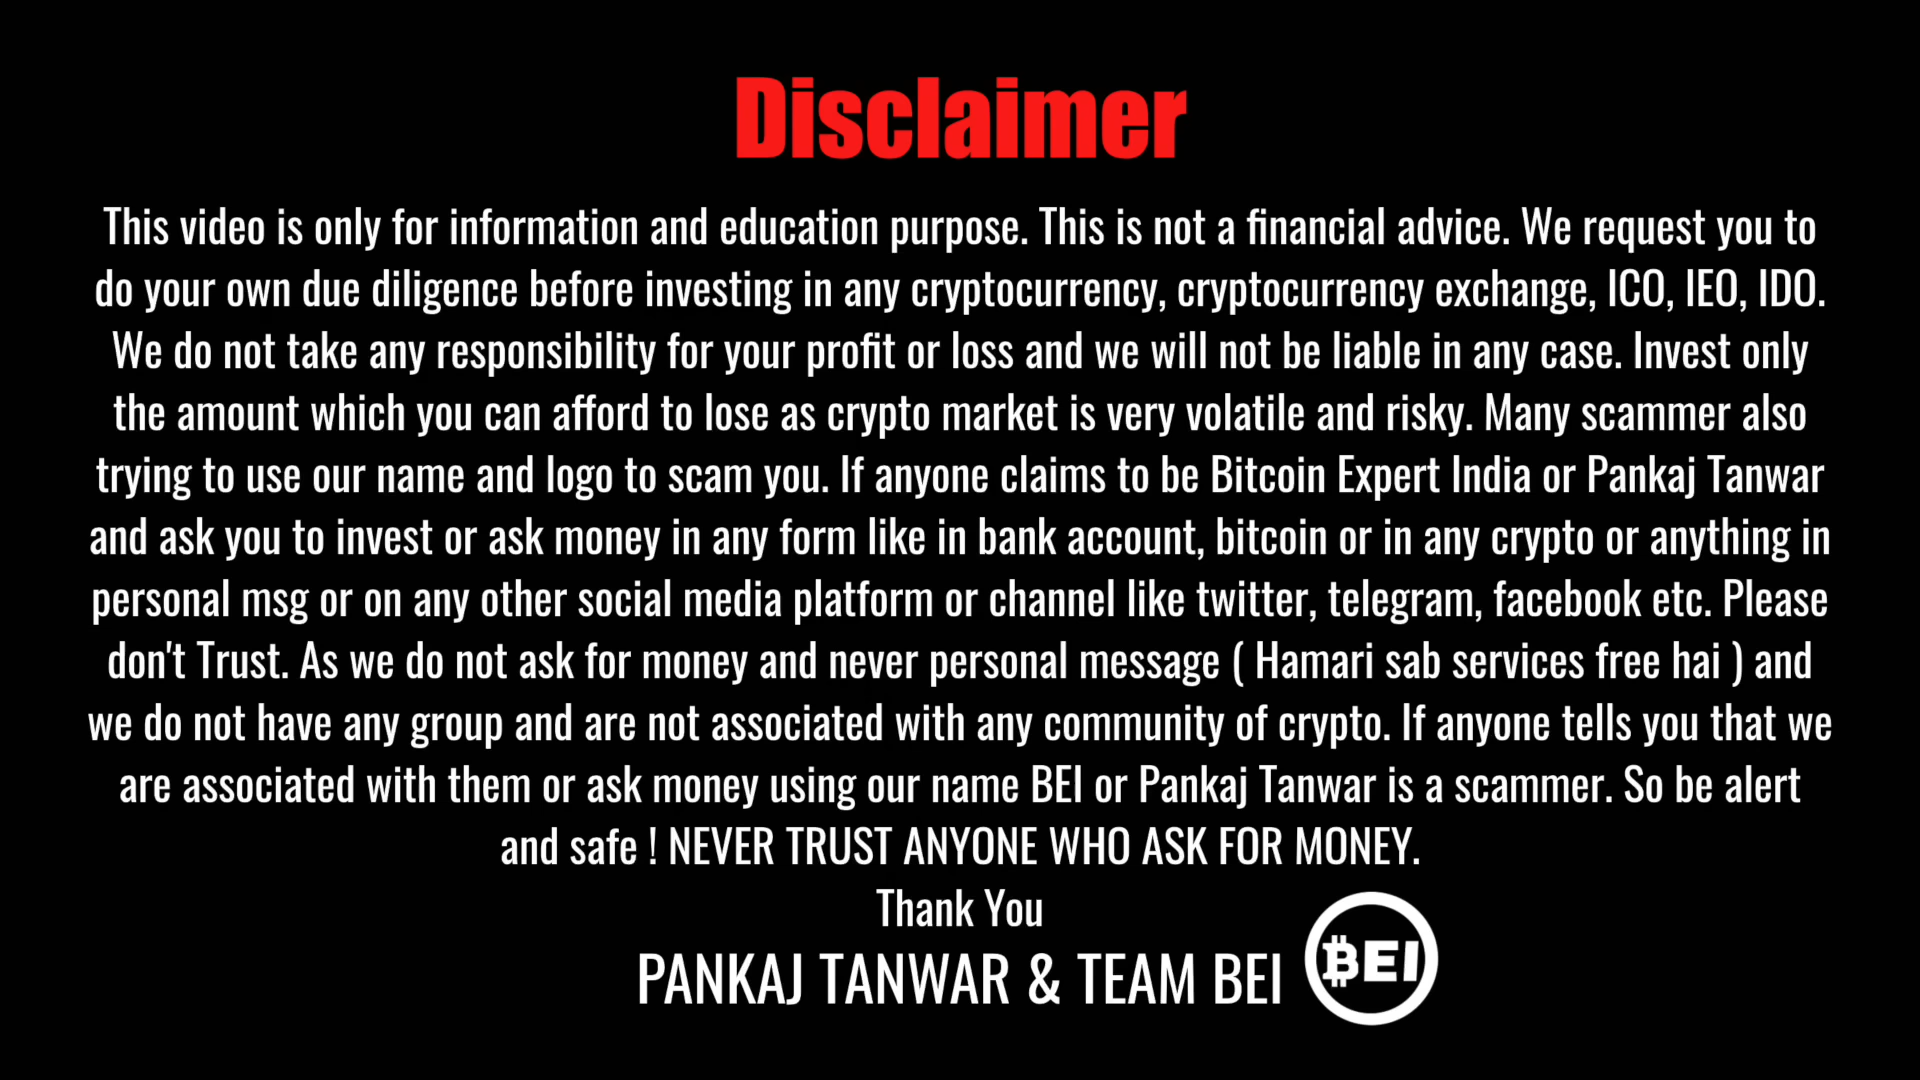 Disclaimer
This video is only for information and education purpose. This is not a financial advice. We request you to
do your own due diligence before investing in any cryptocurrency, cryptocurrency exchange, ICO, IEO, IDO.
We do not take any responsibility for your profit or loss and we will not be liable in any case. Invest only
the amount which you can afford to lose as crypto market is very volatile and risky. Many scammer also
trying to use our name and logo to scam you. If anyone claims to be Bitcoin Expert India or Pankaj Tanwar
and ask you to invest or ask money in any form like in bank account, bitcoin or in any crypto or anything in
personal msg or on any other social media platform or channel like twitter, telegram, facebook etc. Please
don't Trust. As we do not ask for money and never personal message ( Hamari sab services free hai ) and
we do not have any group and are not associated with any community of crypto. If anyone tells you that we
are associated with them or ask money using our name BEI or Pankaj Tanwar is a scammer. So be alert
and safe ! NEVER TRUST ANYONE WHO ASK FOR MONEY.
Thank You
PANKAJ TANWAR & TEAM BEI
BEI